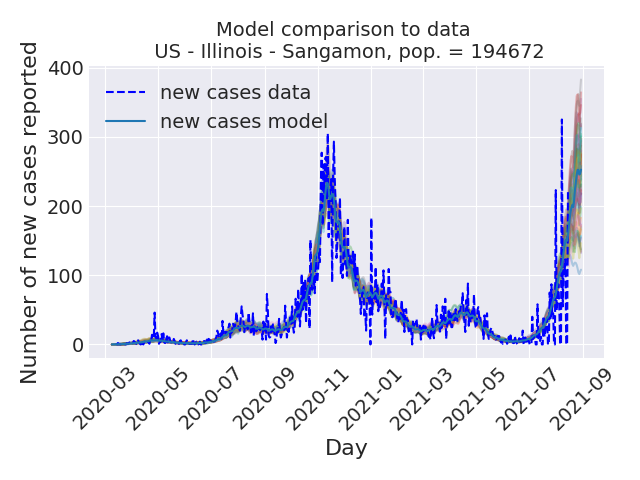 Model comparison to data
US - Illinois - Sangamon, pop. = 194672
Number of new cases reported
400
300
200
100
0
new cases data
new cases model
2020-03
2020-05
2020-07
2020-09
2020-11
2021-01
2021-03
2021-05
2021-07
2021-09
Day